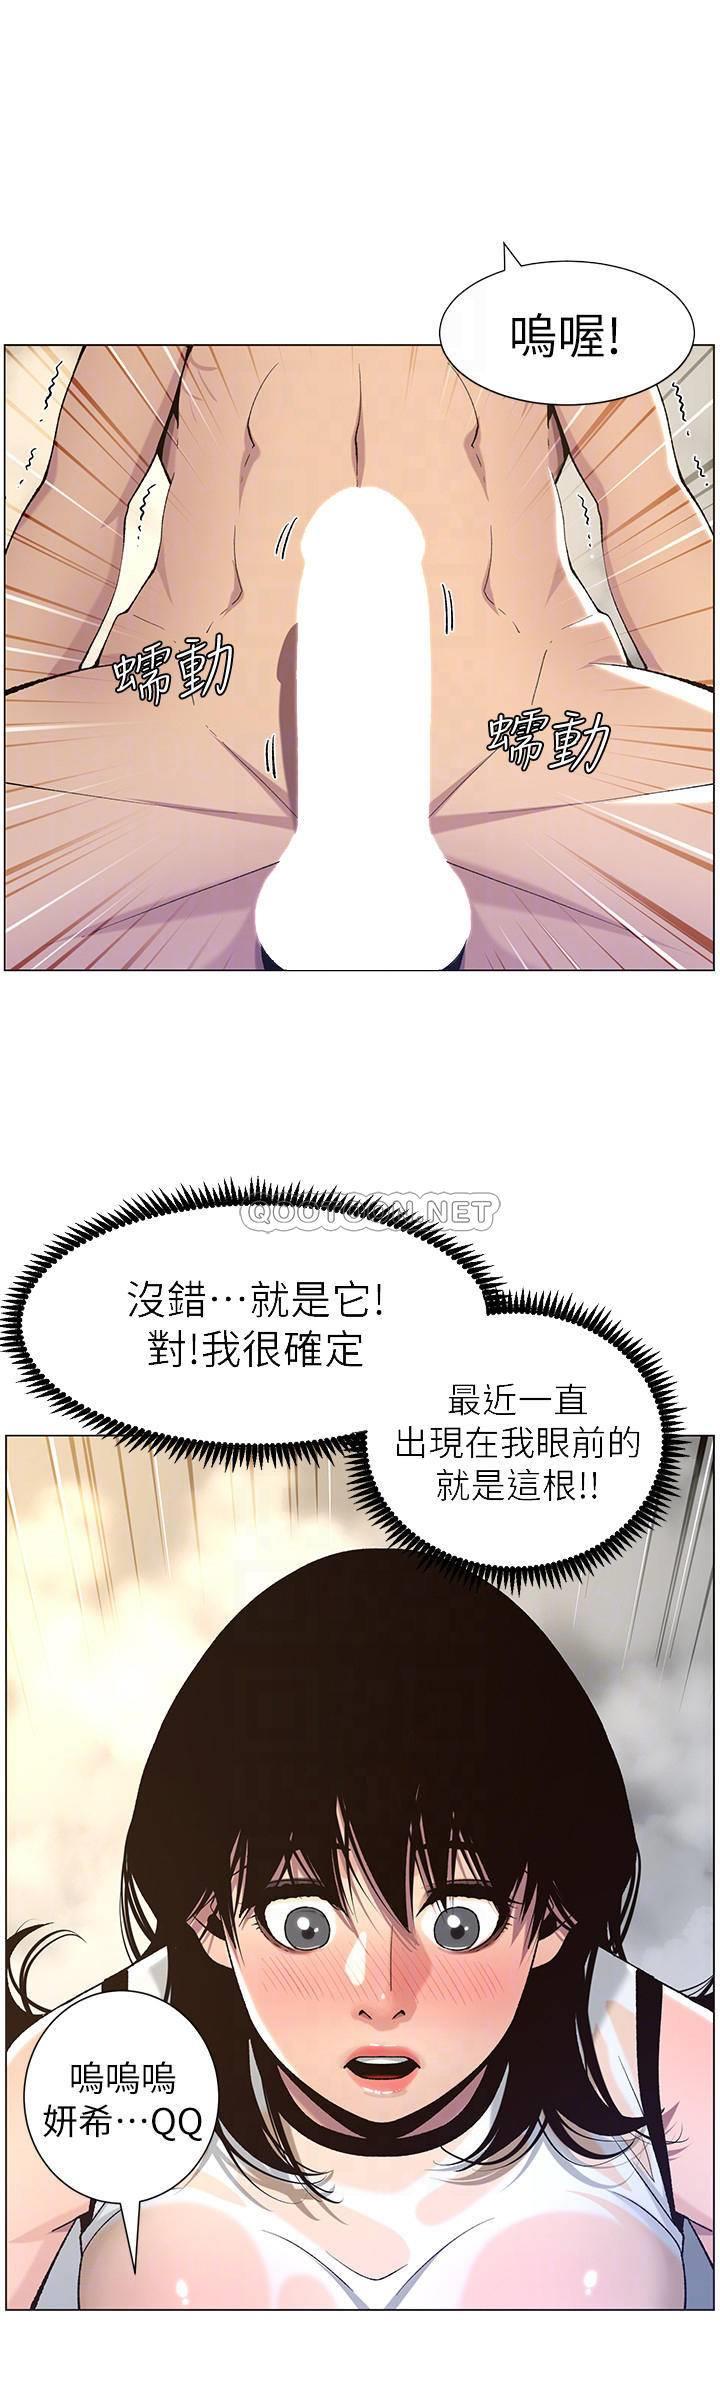 嗚喔!
蠕動
蠕動
QOOTOON.NET
沒錯⋯就是它!
對!我很確定
最近一直
出現在我眼前的
就是這根!!
嗚嗚嗚
妍希⋯QQ